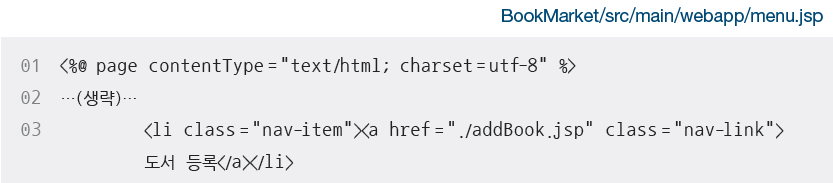 BookMarket/src/main/webapp/menu.jsp
01 <%@ page contentType="text/html; charset=utf-8" %>
02 …(생략)…
03 <li class="nav-item"><a href="./addBook.jsp" class="nav-link">
도서 등록</a></li>